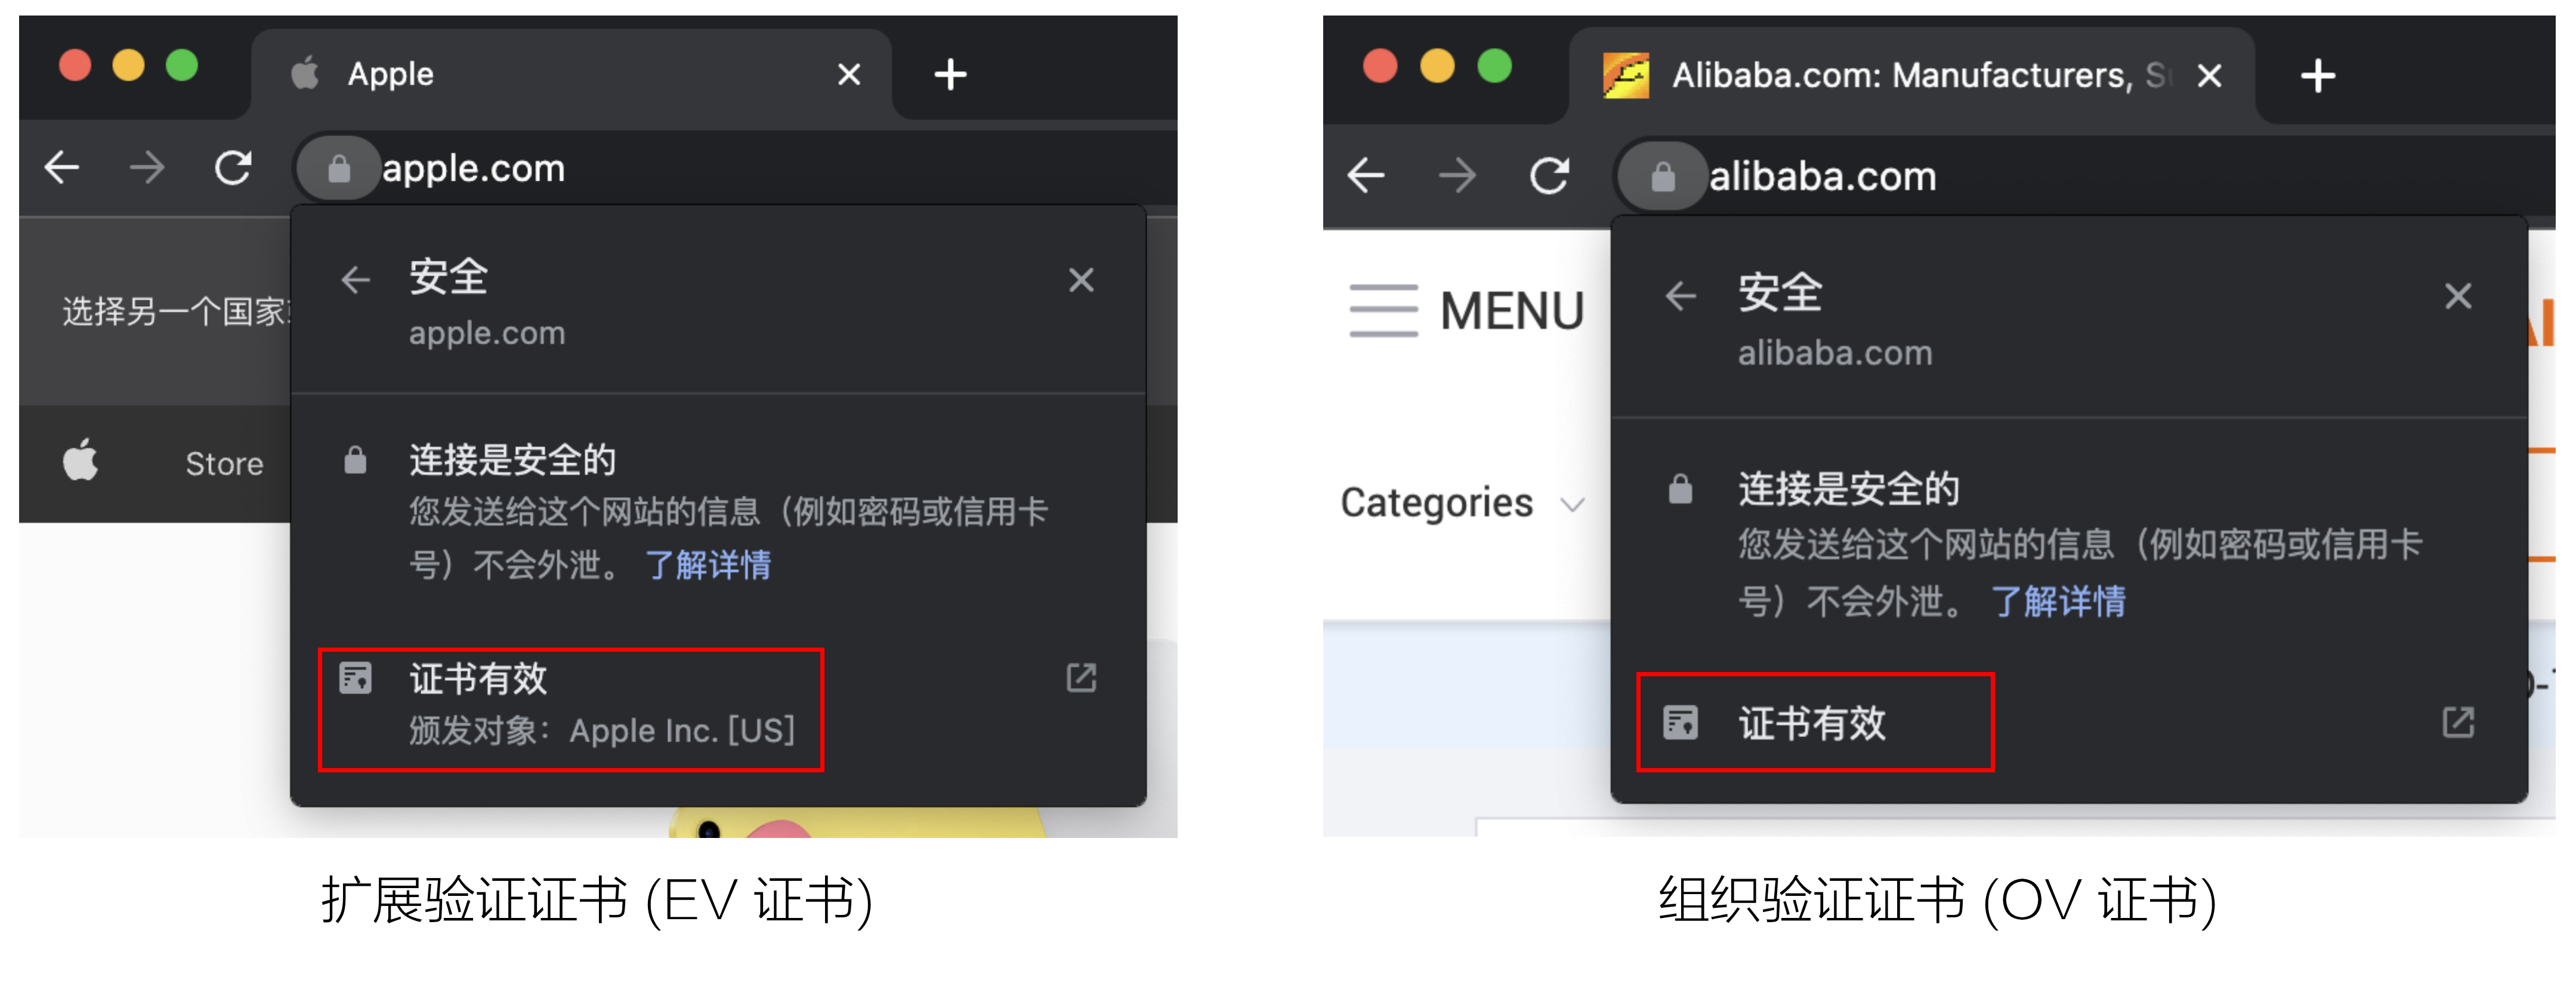 Apple
apple.com
安全
apple.com
选择另一个国家
连接是安全的
Store
您发送给这个网站的信息（例如密码或信用卡
号）不会外泄。 了解详情
证书有效
颁发对象：Apple Inc. [US]
扩展验证证书 (EV 证书)
Alibaba.com: Manufacturers,
alibaba.com
安全
MENU
alibaba.com
连接是安全的
Categories
您发送给这个网站的信息（例如密码或信用卡
号）不会外泄。 了解详情
证书有效
组织验证证书 (OV 证书)